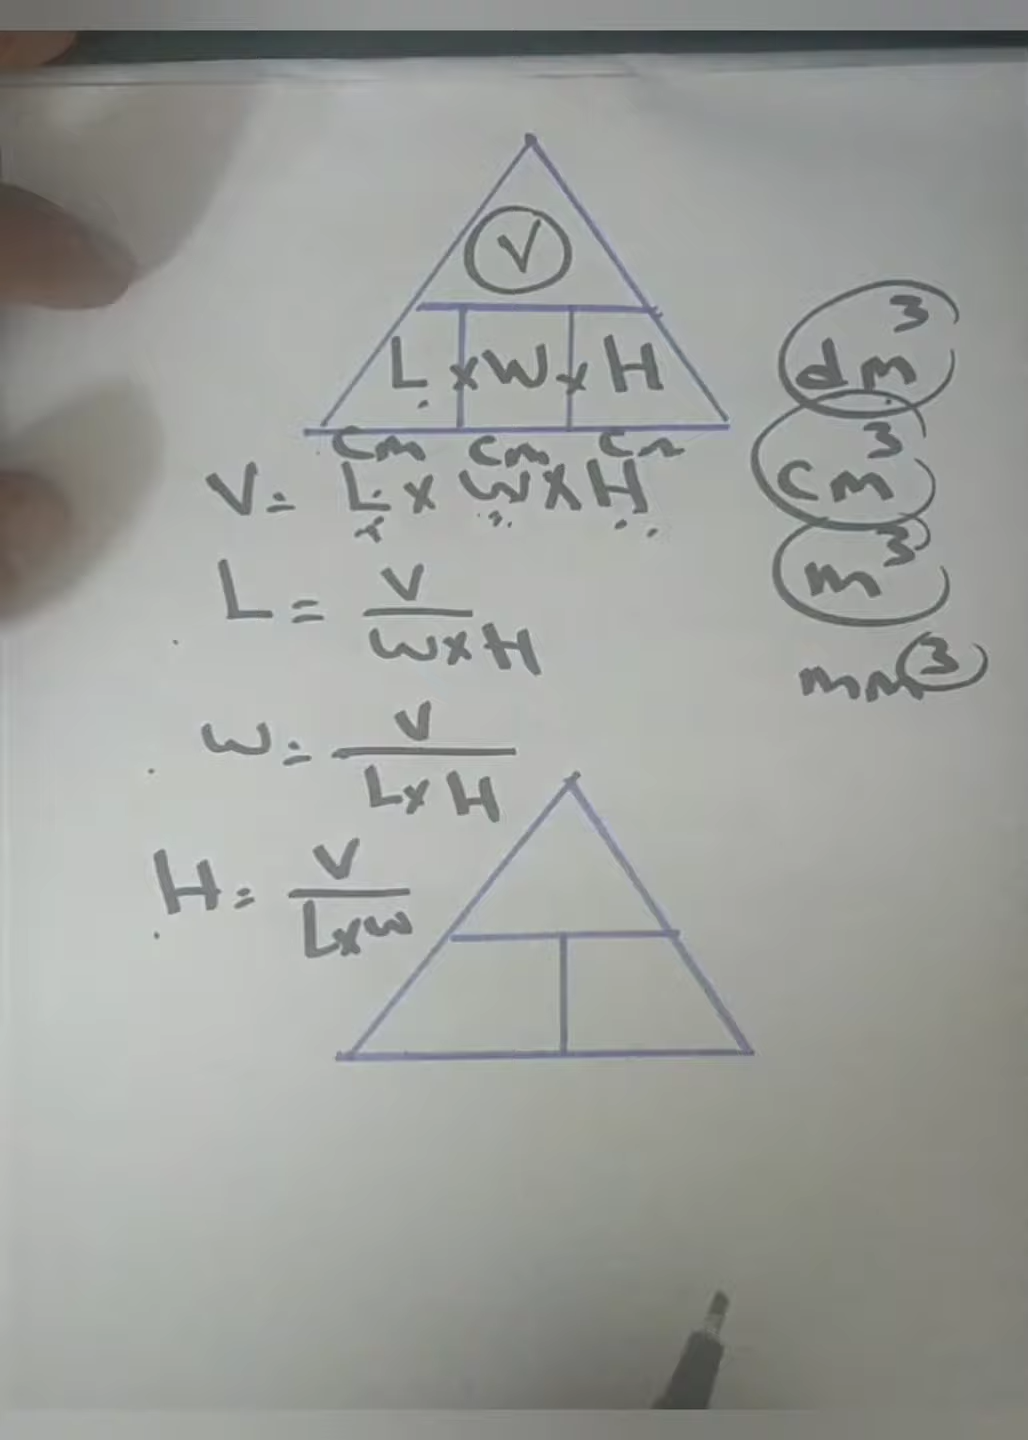 V
L x W x H
cm cm cm
V = L x W x H
L = V / W x H
W = V / L x H
H = V / L x W
dm³
cm³
m³
mm³